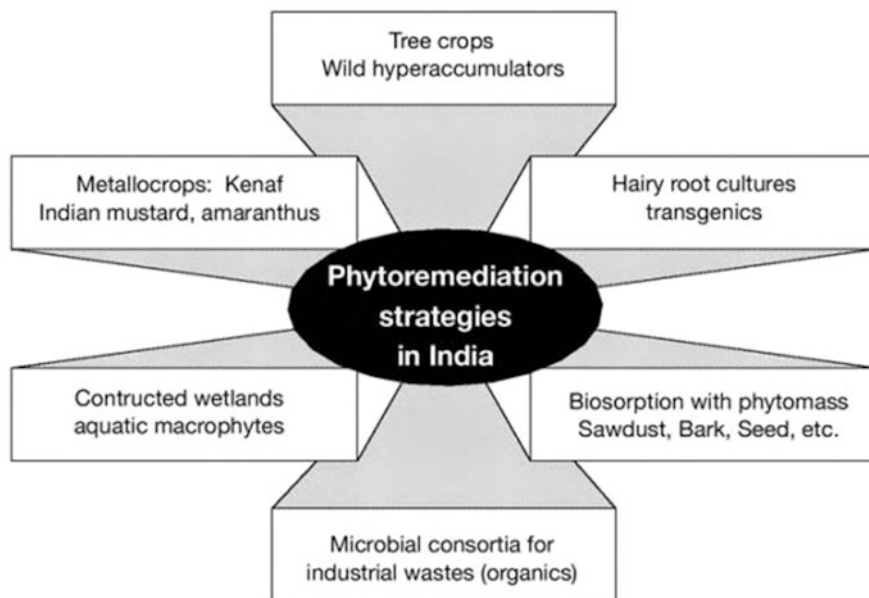 Tree crops
Wild hyperaccumulators
Metallocrops: Kenaf
Indian mustard, amaranthus
Hairy root cultures
transgenics
Phytoremediation
strategies
in India
Contructed wetlands
aquatic macrophytes
Biosorption with phytomass
Sawdust, Bark, Seed, etc.
Microbial consortia for
industrial wastes (organics)